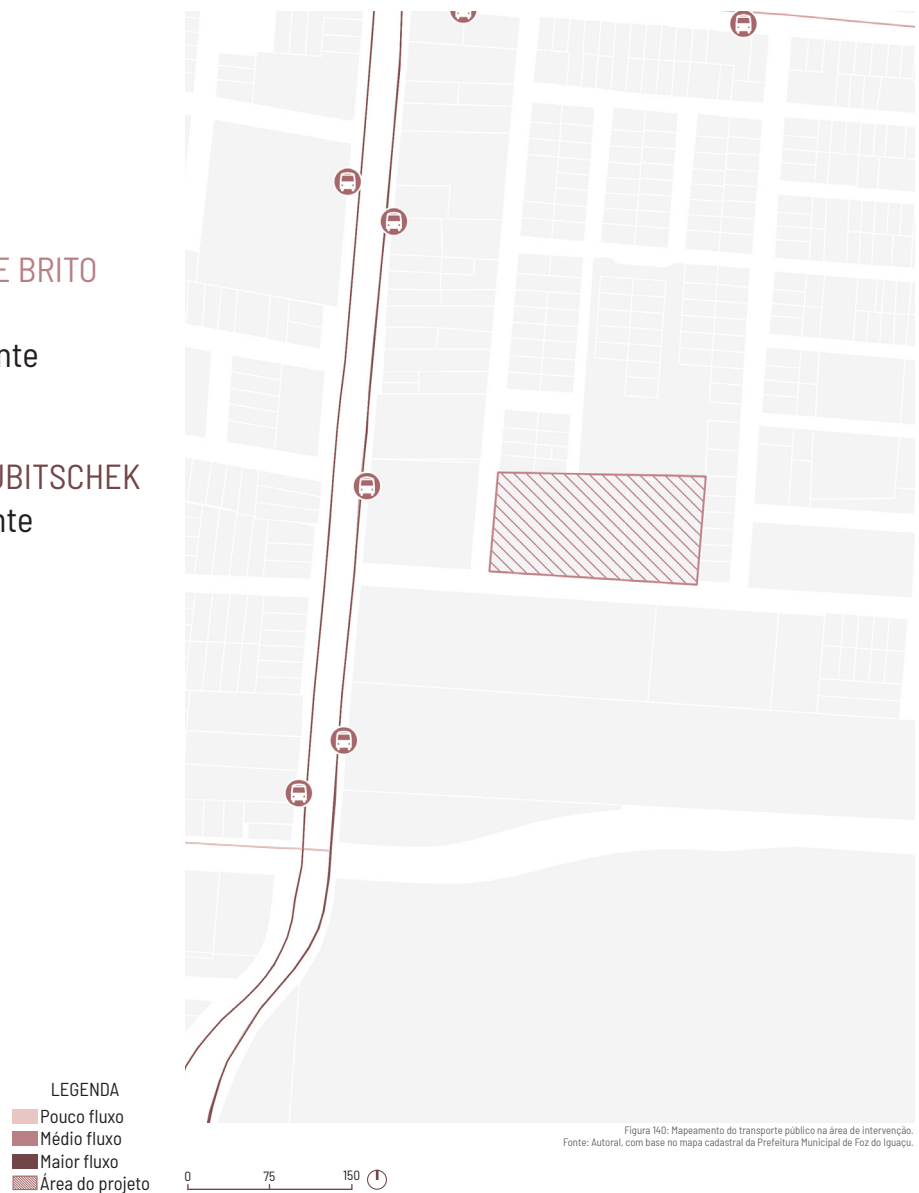 E BRITO
nte
UBITSCHEK
nte
LEGENDA
Pouco fluxo
Médio fluxo
Maior fluxo
Área do projeto
0 75 150
Figura 140: Mapeamento do transporte público na área de intervenção.
Fonte: Autoral, com base no mapa cadastral da Prefeitura Municipal de Foz do Iguaçu.